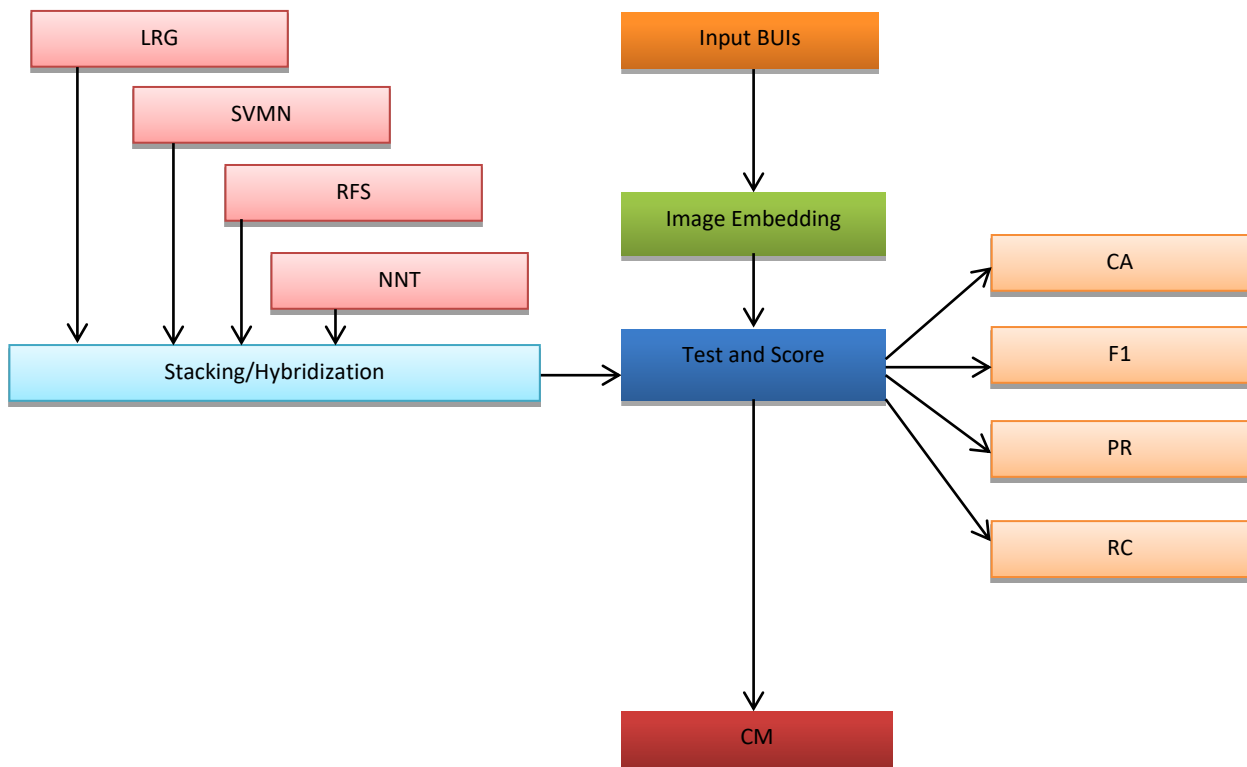 LRG
SVMN
RFS
NNT
Stacking/Hybridization
Input BUIs
Image Embedding
Test and Score
CA
F1
PR
RC
CM